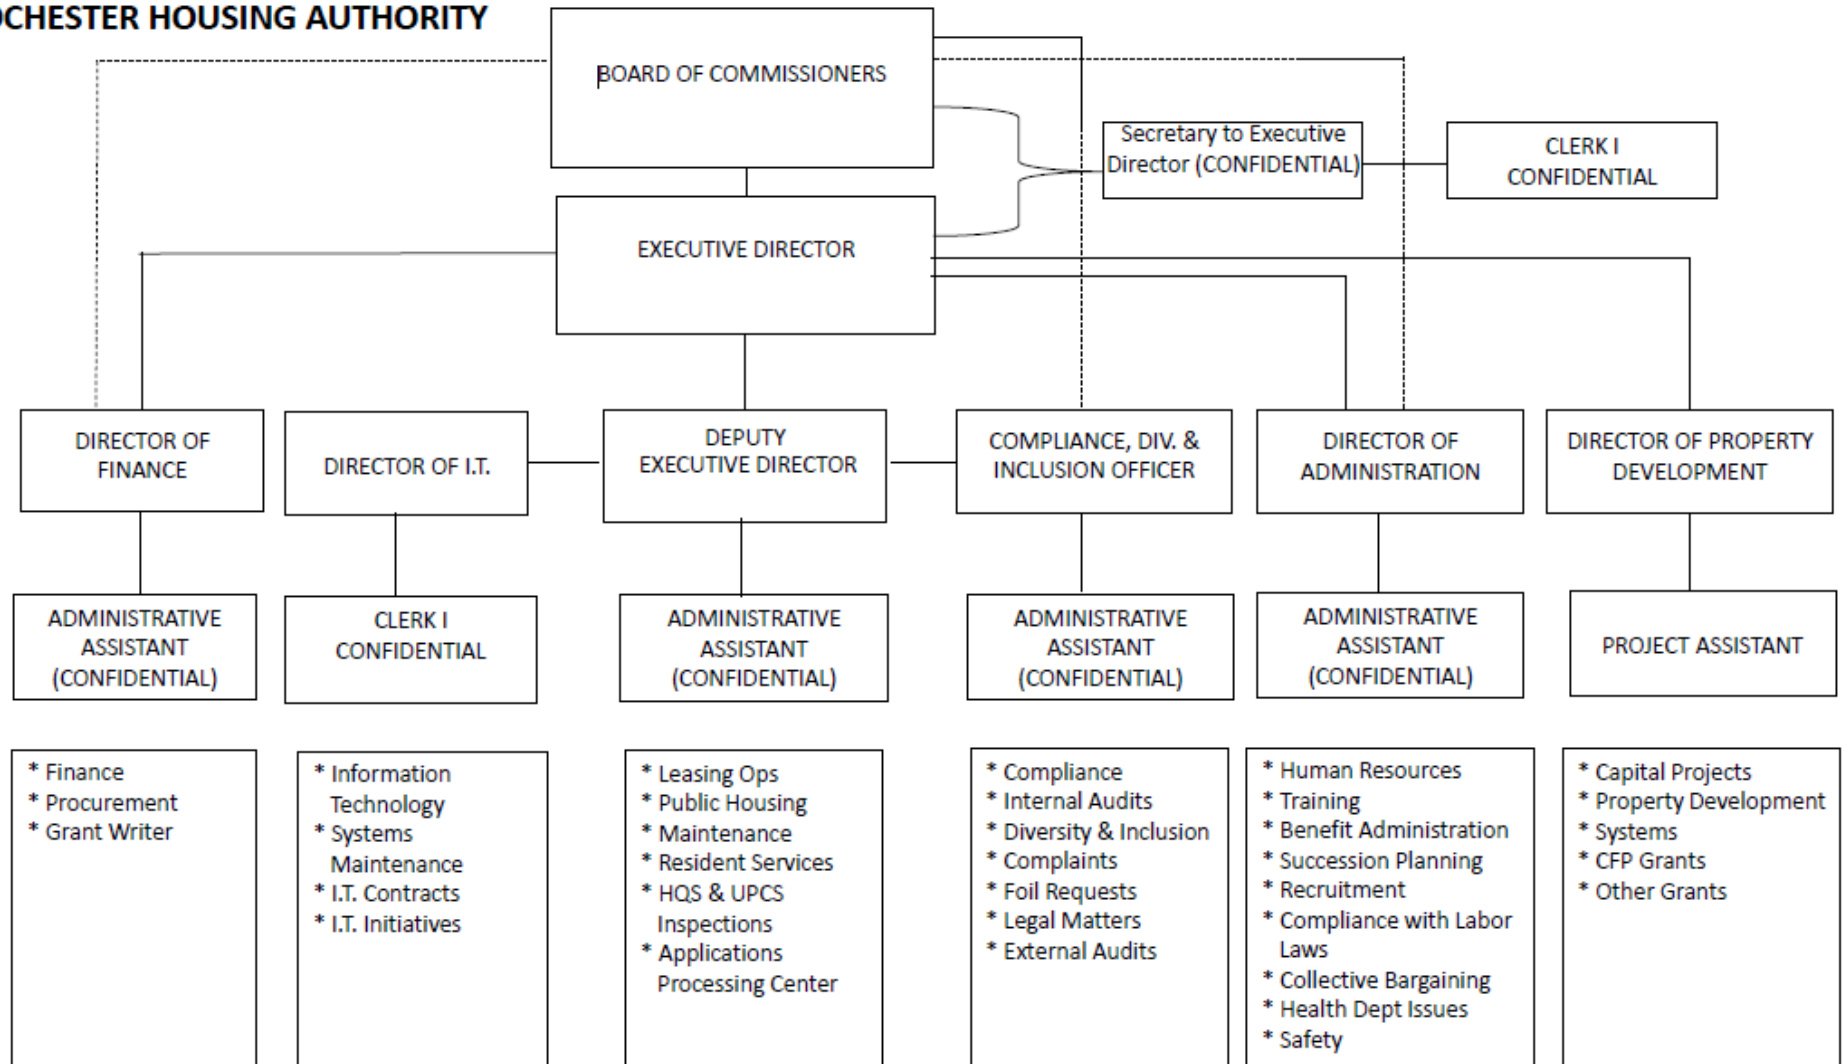 OCHESTER HOUSING AUTHORITY
BOARD OF COMMISSIONERS
Secretary to Executive
Director (CONFIDENTIAL)
CLERK I
CONFIDENTIAL
EXECUTIVE DIRECTOR
DIRECTOR OF
FINANCE
DIRECTOR OF I.T.
DEPUTY
EXECUTIVE DIRECTOR
COMPLIANCE, DIV. &
INCLUSION OFFICER
DIRECTOR OF
ADMINISTRATION
DIRECTOR OF PROPERTY
DEVELOPMENT
ADMINISTRATIVE
ASSISTANT
(CONFIDENTIAL)
CLERK I
CONFIDENTIAL
ADMINISTRATIVE
ASSISTANT
(CONFIDENTIAL)
ADMINISTRATIVE
ASSISTANT
(CONFIDENTIAL)
ADMINISTRATIVE
ASSISTANT
(CONFIDENTIAL)
PROJECT ASSISTANT
* Finance
* Procurement
* Grant Writer
* Information
Technology
* Systems
Maintenance
* I.T. Contracts
* I.T. Initiatives
* Leasing Ops
* Public Housing
* Maintenance
* Resident Services
* HQS & UPCS
Inspections
* Applications
Processing Center
* Compliance
* Internal Audits
* Diversity & Inclusion
* Complaints
* Foil Requests
* Legal Matters
* External Audits
* Human Resources
* Training
* Benefit Administration
* Succession Planning
* Recruitment
* Compliance with Labor
Laws
* Collective Bargaining
* Health Dept Issues
* Safety
* Capital Projects
* Property Development
* Systems
* CFP Grants
* Other Grants